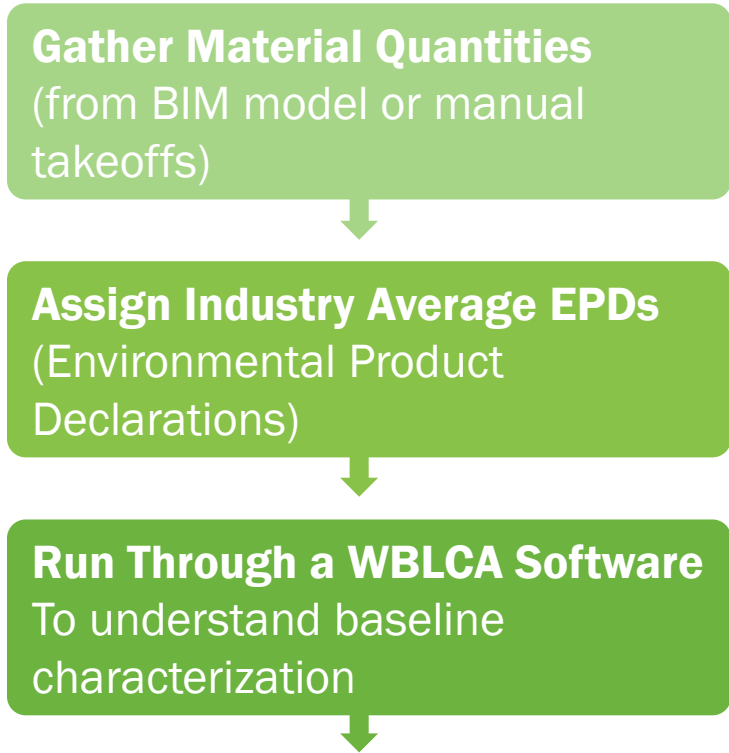 Gather Material Quantities
(from BIM model or manual
takeoffs)
Assign Industry Average EPDs
(Environmental Product
Declarations)
Run Through a WBLCA Software
To understand baseline
characterization